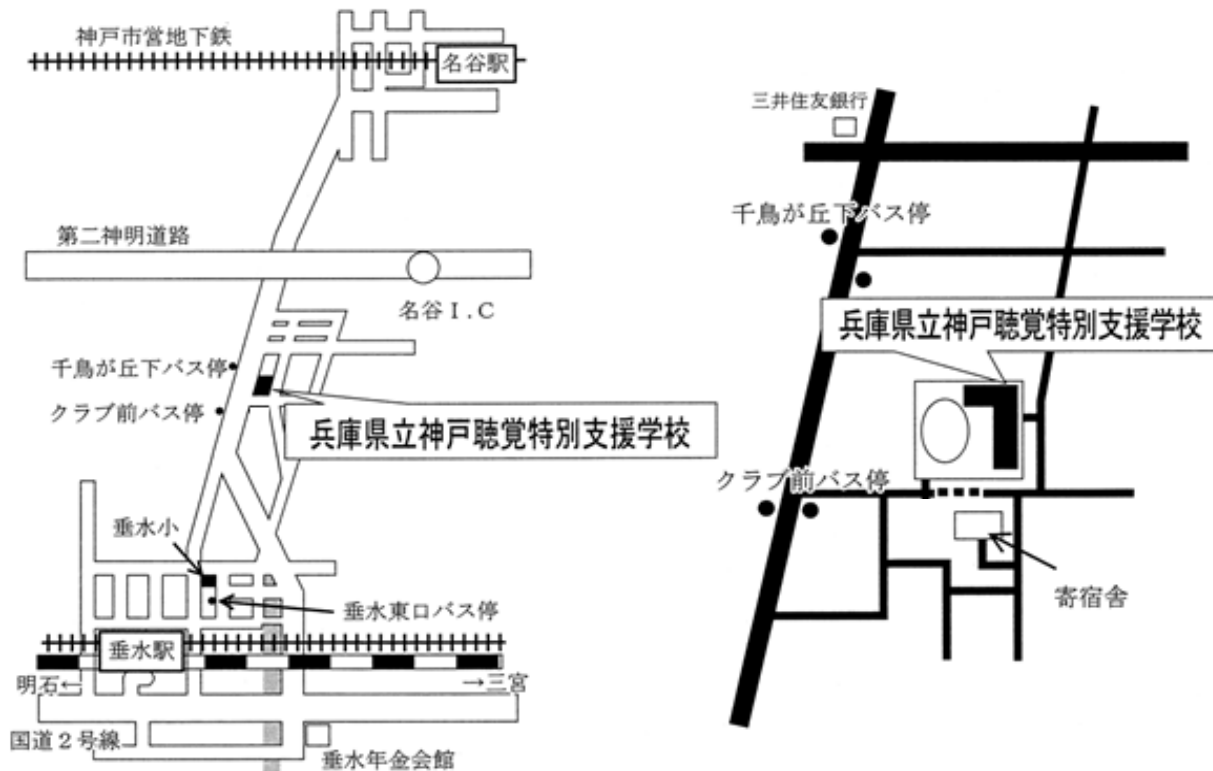 神戸市営地下鉄
名谷駅
第二神明道路
名谷I.C
千鳥が丘下バス停
クラブ前バス停
兵庫県立神戸聴覚特別支援学校
垂水小
垂水東口バス停
垂水駅
明石←
→三宮
国道2号線
垂水年金会館
三井住友銀行
千鳥が丘下バス停
兵庫県立神戸聴覚特別支援学校
クラブ前バス停
寄宿舎